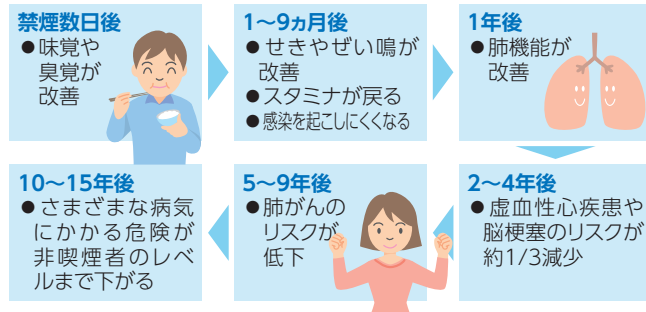 禁煙数日後
●味覚や
臭覚が
改善
1～9ヵ月後
●せきやぜい鳴が
改善
●スタミナが戻る
●感染を起こしにくくなる
1年後
●肺機能が
改善
2～4年後
●虚血性心疾患や
脳梗塞のリスクが
約1/3減少
5～9年後
●肺がんの
リスクが
低下
10～15年後
●さまざまな病気
にかかる危険が
非喫煙者のレベ
ルまで下がる